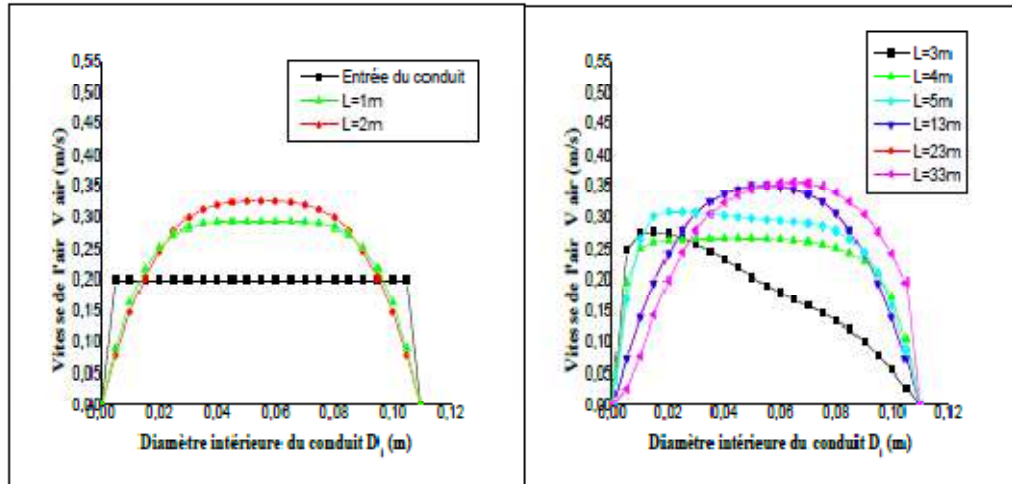 0,55
0,50
0,45
0,40
0,35
0,30
0,25
0,20
0,15
0,10
0,05
0,00
Vitesse de l'air V air (m/s)
Entrée du conduit
L=1m
L=2m
0,00 0,02 0,04 0,06 0,08 0,10 0,12
Diamètre intérieure du conduit D_i (m)
0,55
0,50
0,45
0,40
0,35
0,30
0,25
0,20
0,15
0,10
0,05
0,00
Vitesse de l'air V air (m/s)
L=3m
L=4m
L=5m
L=13m
L=23m
L=33m
0,00 0,02 0,04 0,06 0,08 0,10 0,12
Diamètre intérieure du conduit D_i (m)